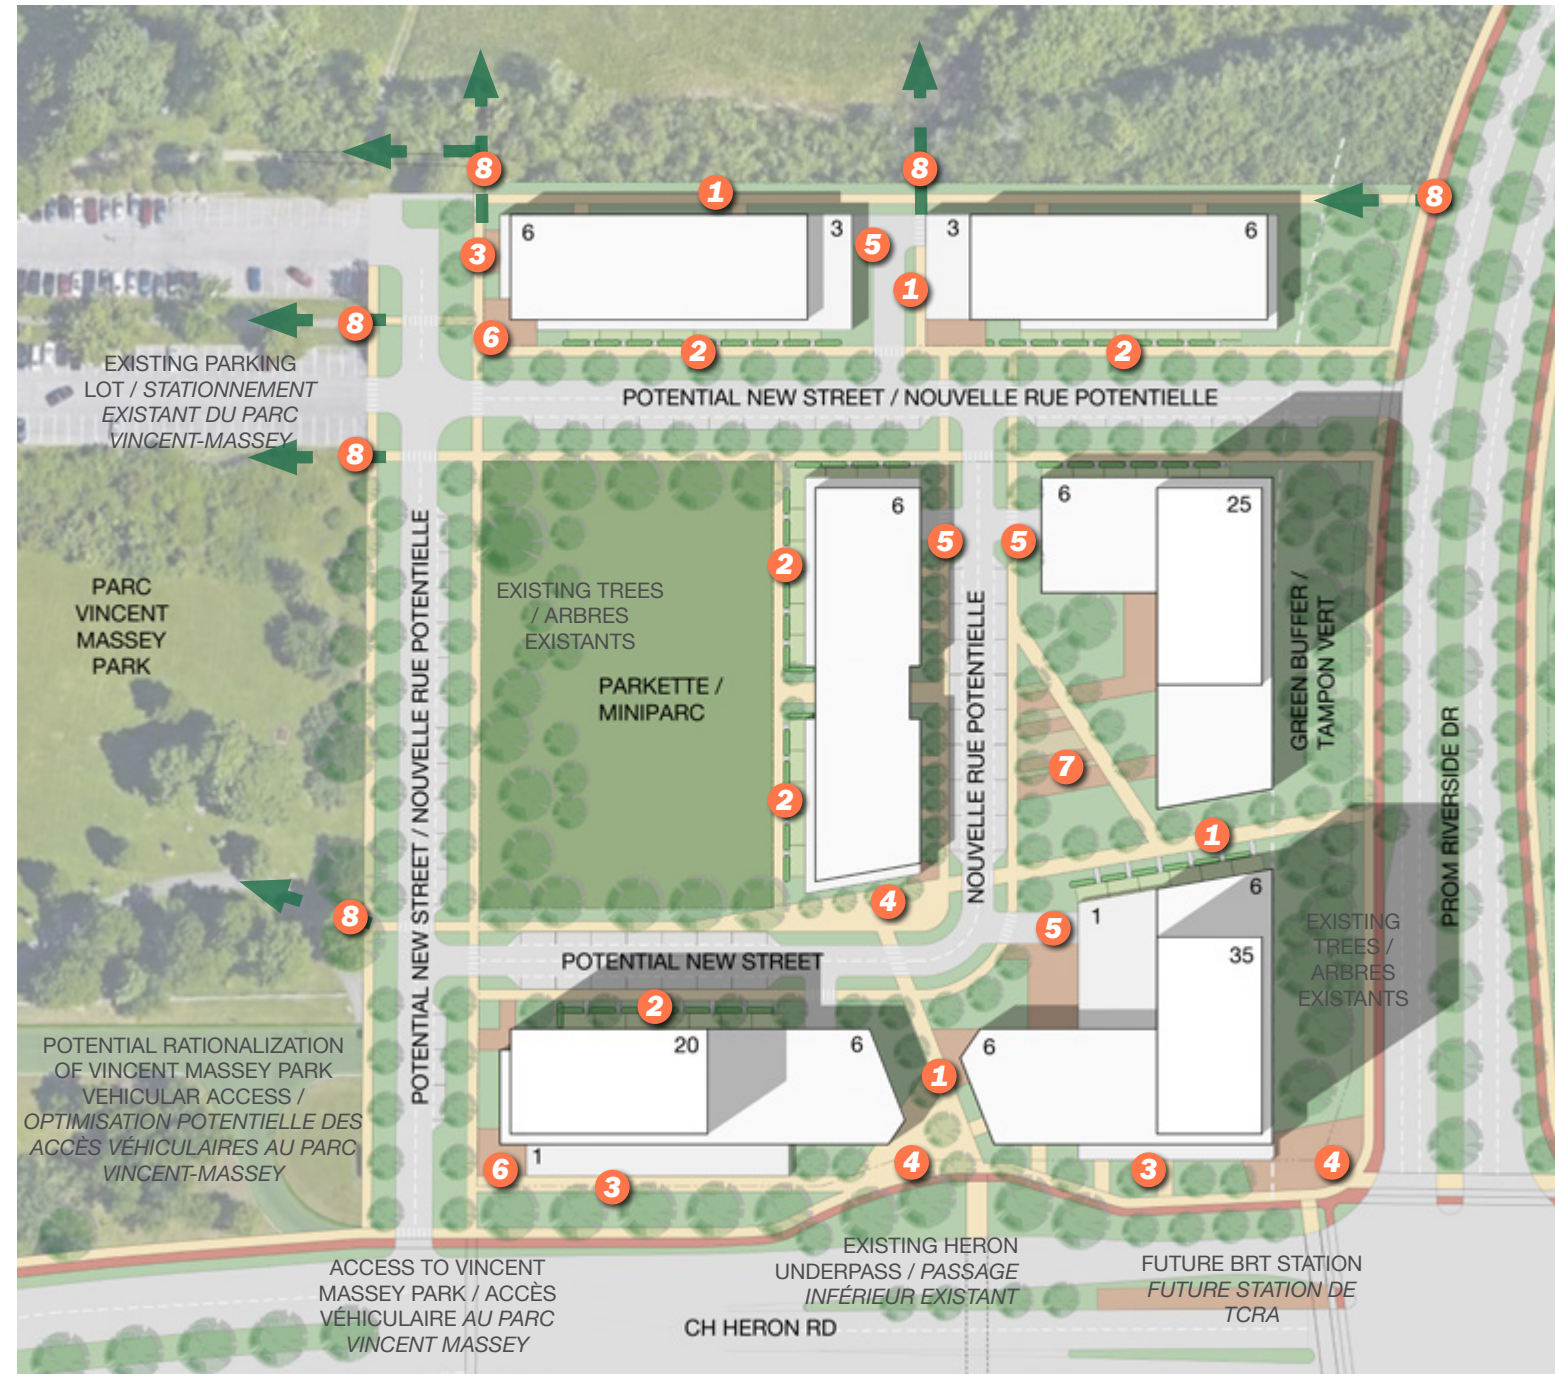 8
8
1
8
6
3
3
6
3
5
1
8
6
2
2
EXISTING PARKING
LOT / STATIONNEMENT
EXISTANT DU PARC
VINCENT-MASSEY
POTENTIAL NEW STREET / NOUVELLE RUE POTENTIELLE
8
6
6
25
5
5
2
PARC
VINCENT
MASSEY
PARK
POTENTIAL NEW STREET / NOUVELLE RUE POTENTIELLE
EXISTING TREES
/ ARBRES
EXISTANTS
PARKETTE /
MINIPARC
NOUVELLE RUE POTENTIELLE
GREEN BUFFER /
TAMPON VERT
PROM RIVERSIDE DR
7
2
1
4
8
1
6
5
35
EXISTING
TREES /
ARBRES
EXISTANTS
POTENTIAL NEW STREET
2
20
6
6
1
POTENTIAL RATIONALIZATION
OF VINCENT MASSEY PARK
VEHICULAR ACCESS /
OPTIMISATION POTENTIELLE DES
ACCÈS VÉHICULAIRES AU PARC
VINCENT-MASSEY
6
1
3
4
3
4
ACCESS TO VINCENT
MASSEY PARK / ACCÈS
VÉHICULAIRE AU PARC
VINCENT MASSEY
EXISTING HERON
UNDERPASS / PASSAGE
INFÉRIEUR EXISTANT
FUTURE BRT STATION
FUTURE STATION DE
TCRA
CH HERON RD